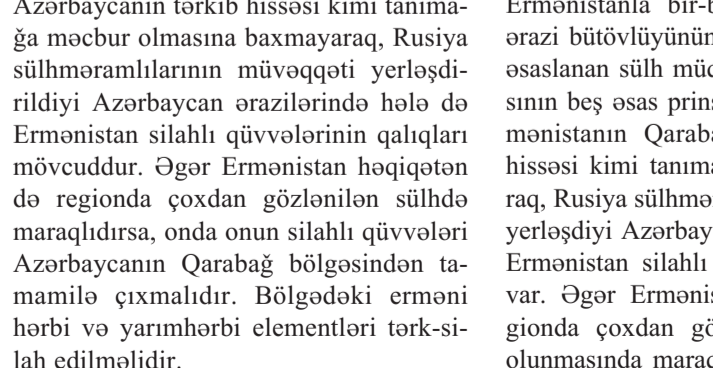 Azərbaycanın tərkib hissəsi kimi tanıma-
ğa məcbur olmasına baxmayaraq, Rusiya
sülhməramlılarının müvəqqəti yerləşdi-
rildiyi Azərbaycan ərazilərində hələ də
Ermənistan silahlı qüvvələrinin qalıqları
mövcuddur. Əgər Ermənistan həqiqətən
də regionda çoxdan gözlənilən sülhdə
maraqlıdırsa, onda onun silahlı qüvvələri
Azərbaycanın Qarabağ bölgəsindən ta-
mamilə çıxmalıdır. Bölgədəki erməni
hərbi və yarımhərbi elementləri tərk-si-
lah edilməlidir.
Ermənistanla bir-b
ərazi bütövlüyünün
əsaslanan sülh müq
sının beş əsas prins
mənistanın Qaraba
hissəsi kimi tanıma
raq, Rusiya sülhmə
yerləşdiyi Azərbay
Ermənistan silahlı
var. Əgər Ermənis
gionda çoxdan gö
olunmasında maraq